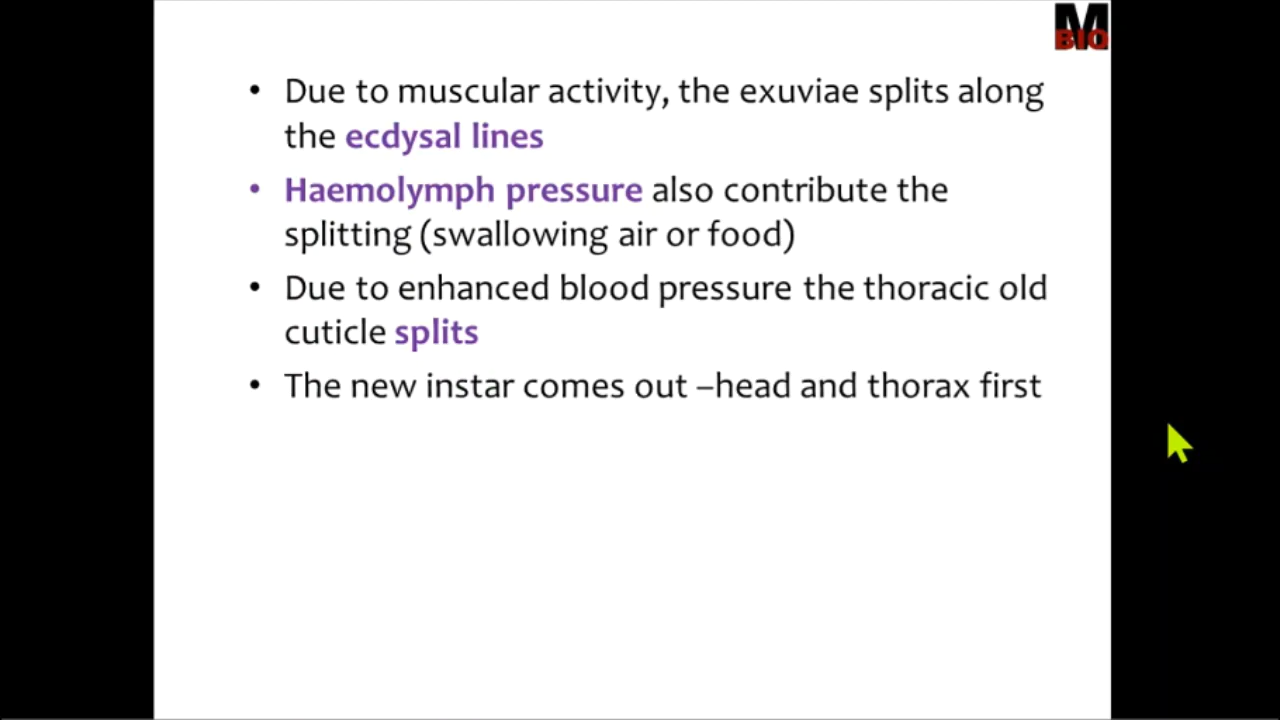 M
BIO
• Due to muscular activity, the exuviae splits along
the ecdysal lines
• Haemolymph pressure also contribute the
splitting (swallowing air or food)
• Due to enhanced blood pressure the thoracic old
cuticle splits
• The new instar comes out –head and thorax first